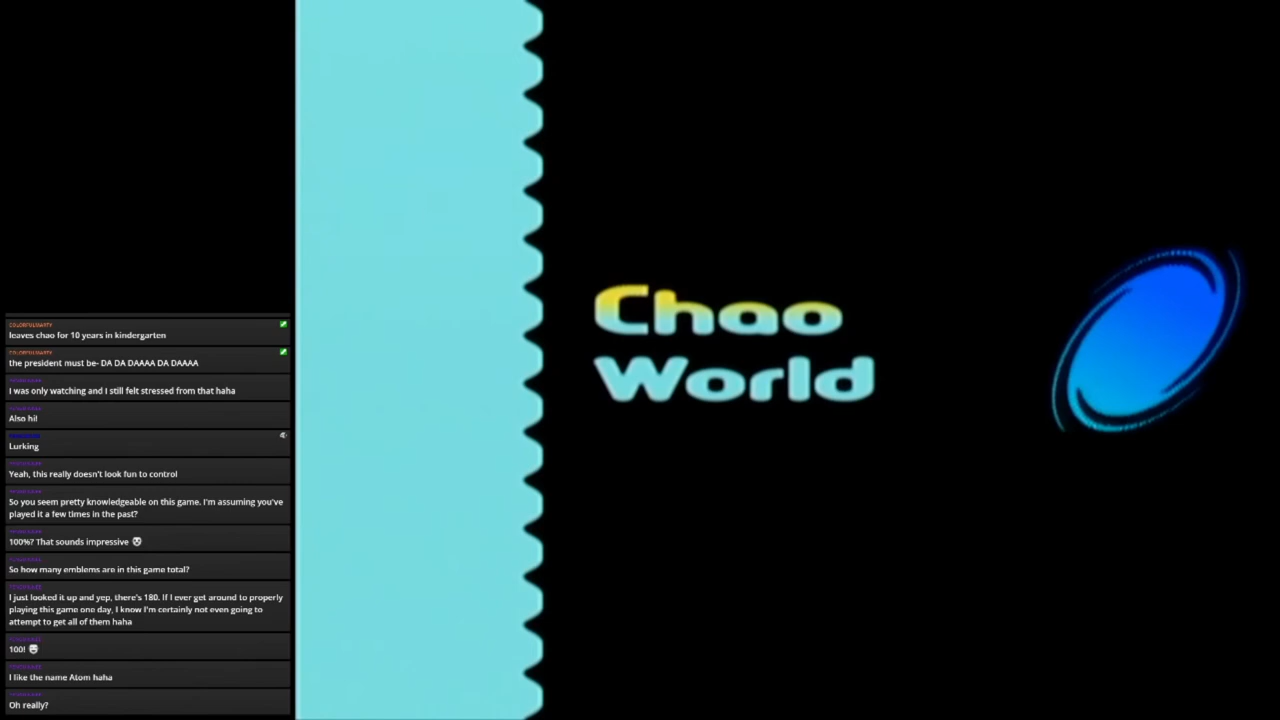 COLORFULMARTY
leaves chao for 10 years in kindergarten
COLORFULMARTY
the president must be- DA DA DAAAA DA DAAAA
I was only watching and I still felt stressed from that haha
Also hi!
Lurking
Yeah, this really doesn't look fun to control
So you seem pretty knowledgeable on this game. I'm assuming you've
played it a few times in the past?
100%? That sounds impressive
So how many emblems are in this game total?
I just looked it up and yep, there's 180. If I ever get around to properly
playing this game one day, I know I'm certainly not even going to
attempt to get all of them haha
100!
I like the name Atom haha
Oh really?
Chao
World